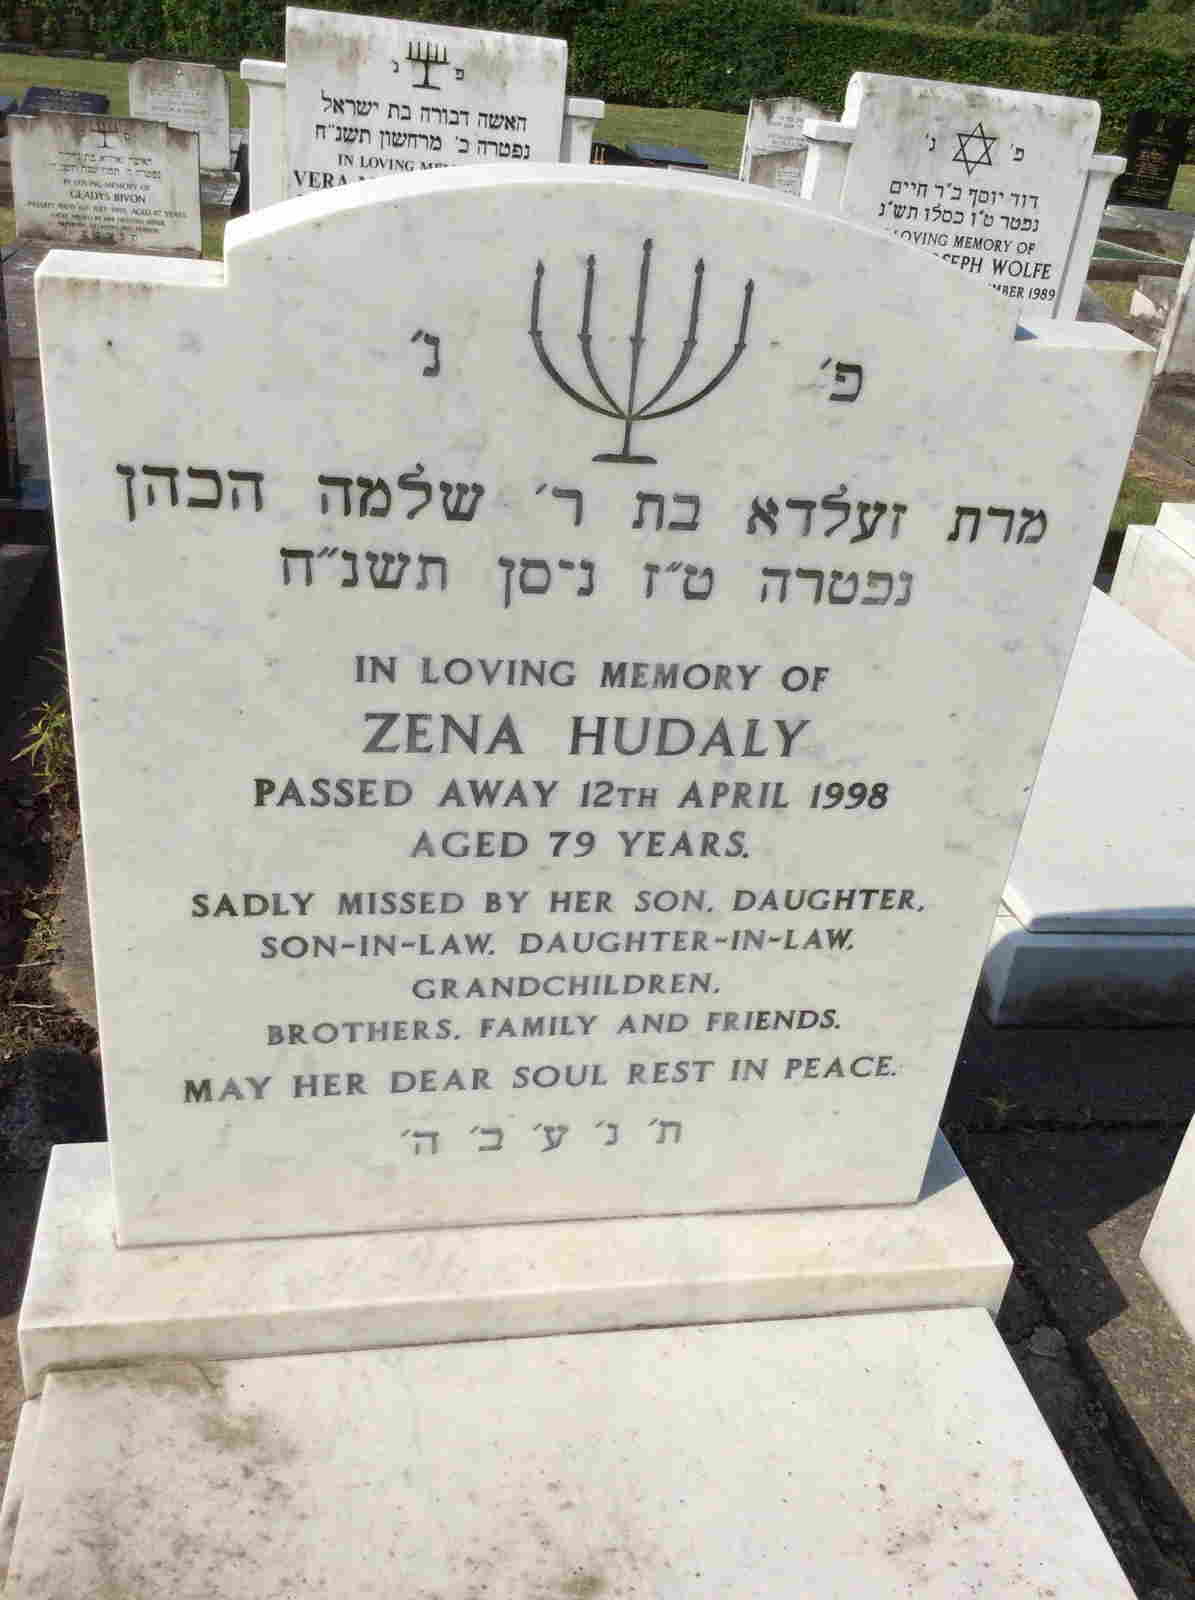 פ׳ נ׳
מרת זעלדא בת ר׳ שלמה הכהן
נפטרה ט״ז ניסן תשנ״ח
IN LOVING MEMORY OF
ZENA HUDALY
PASSED AWAY 12TH APRIL 1998
AGED 79 YEARS.
SADLY MISSED BY HER SON, DAUGHTER,
SON-IN-LAW, DAUGHTER-IN-LAW,
GRANDCHILDREN,
BROTHERS, FAMILY AND FRIENDS.
MAY HER DEAR SOUL REST IN PEACE.
ת׳ נ׳ צ׳ ב׳ ה׳
פ נ׳
האשה דבורה בת ישראל
נפטרה כ׳ מרחשון תשנ״ח
IN LOVING
VERA
פ׳ נ׳
דוד יוסף ב״ר חיים
נפטר ט״ו כסלו תש״נ
LOVING MEMORY OF
WOLFE
1989
IN LOVING MEMORY OF
GLADYS BIVON